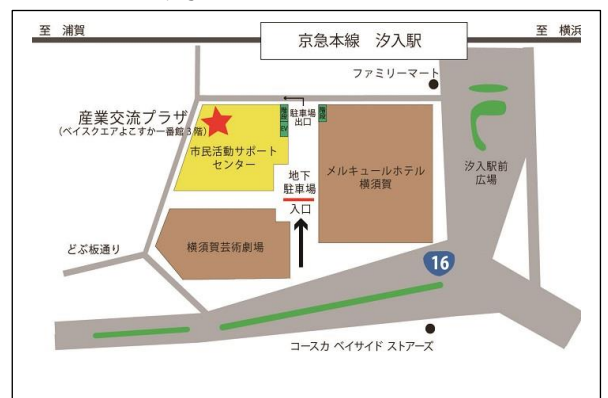 至 浦賀
京急本線 汐入駅
至 横浜
ファミリーマート
産業交流プラザ
(ベイスクエアよこすか一番館3階)
階段
EV
駐車場
出口
階段
市民活動サポート
センター
地下
駐車場
入口
メルキュールホテル
横須賀
汐入駅前
広場
どぶ板通り
横須賀芸術劇場
16
コースカ ベイサイド ストアーズ